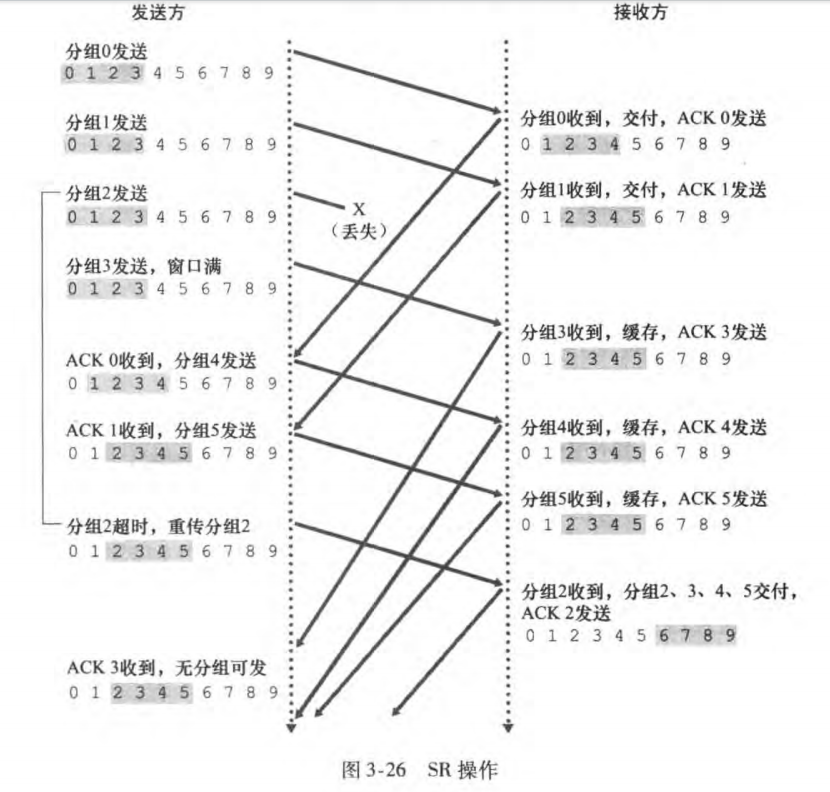 发送方
接收方
分组0发送
0 1 2 3 4 5 6 7 8 9
分组0收到，交付，ACK 0发送
0 1 2 3 4 5 6 7 8 9
分组1发送
0 1 2 3 4 5 6 7 8 9
分组1收到，交付，ACK 1发送
0 1 2 3 4 5 6 7 8 9
分组2发送
0 1 2 3 4 5 6 7 8 9
X
（丢失）
分组3发送，窗口满
0 1 2 3 4 5 6 7 8 9
分组3收到，缓存，ACK 3发送
0 1 2 3 4 5 6 7 8 9
ACK 0收到，分组4发送
0 1 2 3 4 5 6 7 8 9
分组4收到，缓存，ACK 4发送
0 1 2 3 4 5 6 7 8 9
ACK 1收到，分组5发送
0 1 2 3 4 5 6 7 8 9
分组5收到，缓存，ACK 5发送
0 1 2 3 4 5 6 7 8 9
分组2超时，重传分组2
0 1 2 3 4 5 6 7 8 9
分组2收到，分组2、3、4、5交付，
ACK 2发送
0 1 2 3 4 5 6 7 8 9
ACK 3收到，无分组可发
0 1 2 3 4 5 6 7 8 9
图 3-26 SR 操作